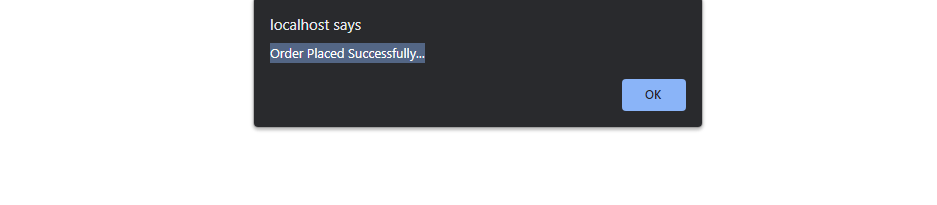 localhost says
Order Placed Successfully...
OK